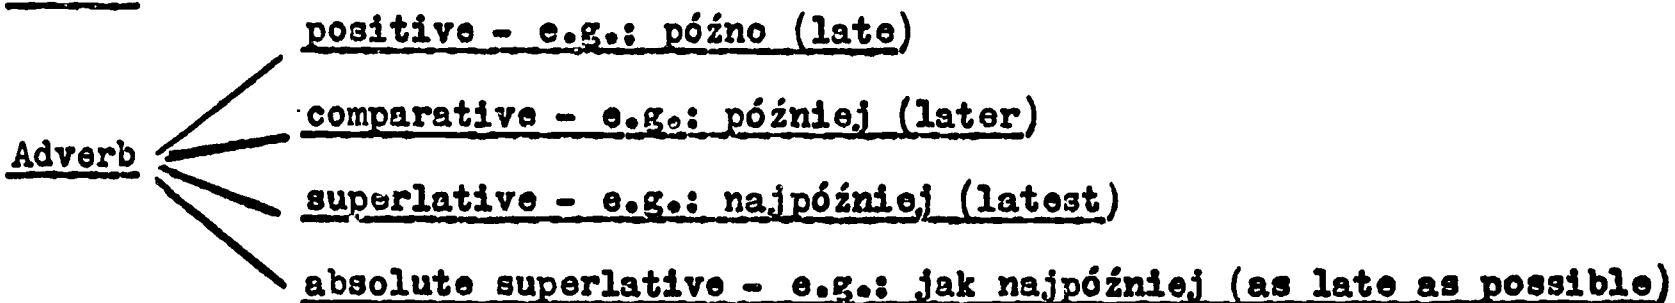 positive - e.g.: późno (late)
comparative - e.g.: później (later)
Adverb
superlative - e.g.: najpóźniej (latest)
absolute superlative - e.g.: jak najpóźniej (as late as possible)